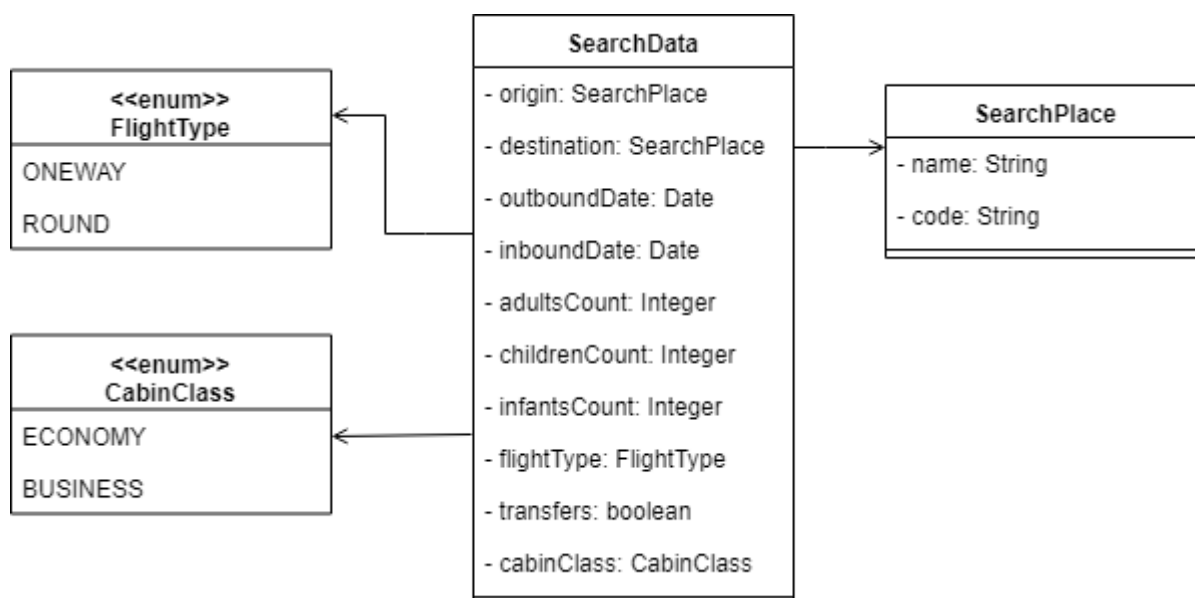 <<enum>>
FlightType
ONEWAY
ROUND
<<enum>>
CabinClass
ECONOMY
BUSINESS
SearchData
- origin: SearchPlace
- destination: SearchPlace
- outboundDate: Date
- inboundDate: Date
- adultsCount: Integer
- childrenCount: Integer
- infantsCount: Integer
- flightType: FlightType
- transfers: boolean
- cabinClass: CabinClass
SearchPlace
- name: String
- code: String